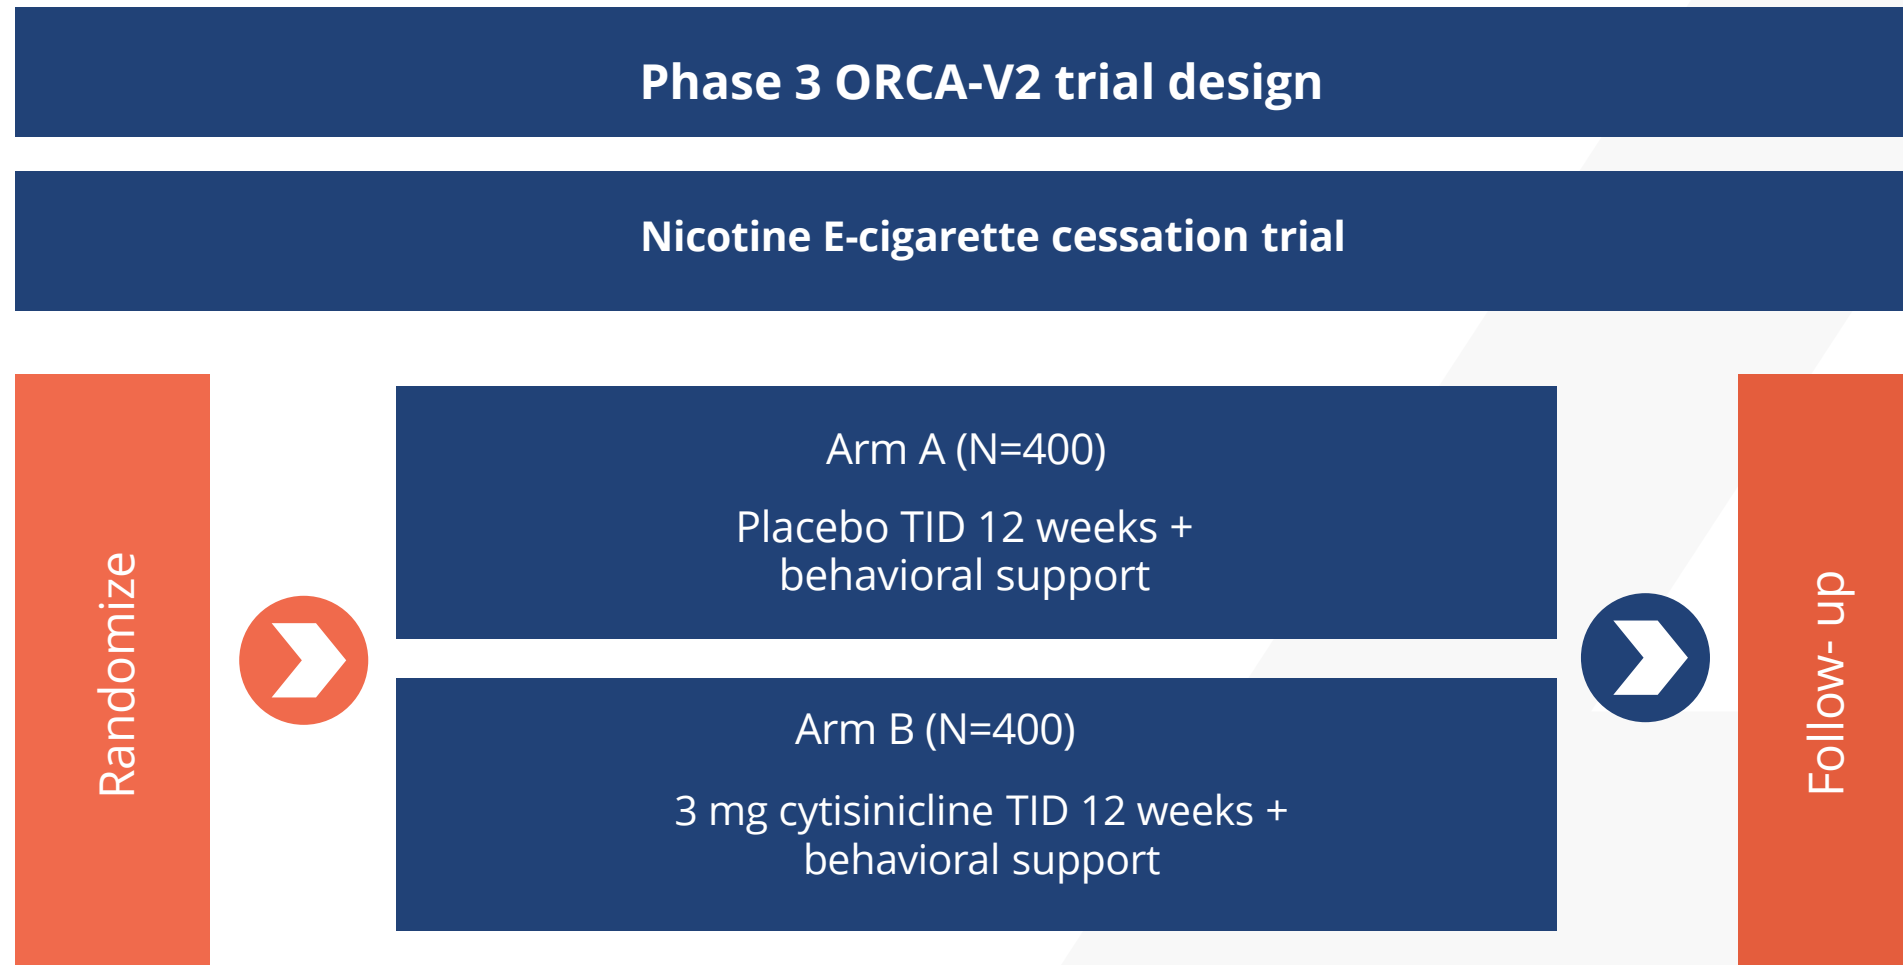 Phase 3 ORCA-V2 trial design
Nicotine E-cigarette cessation trial
Randomize
Arm A (N=400)
Placebo TID 12 weeks +
behavioral support
Arm B (N=400)
3 mg cytisinicline TID 12 weeks +
behavioral support
Follow- up